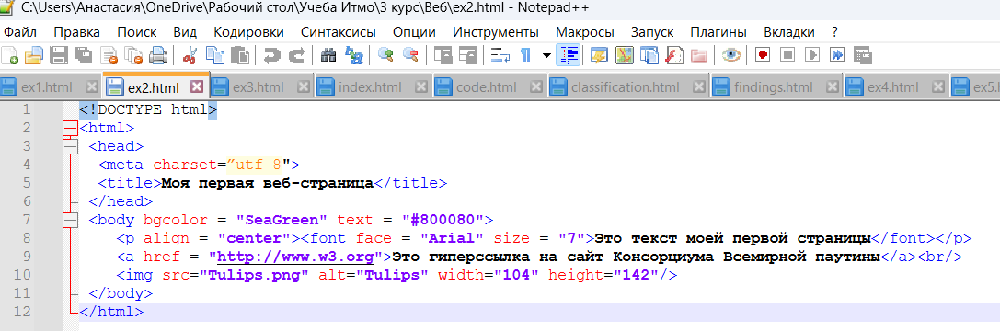 C:\Users\Анастасия\OneDrive\Рабочий стол\Учеба Итмо\3 курс\Веб\ex2.html - Notepad++
Файл Правка Поиск Вид Кодировки Синтаксисы Опции Инструменты Макросы Запуск Плагины Вкладки ?
ex1.html ex2.html ex3.html index.html code.html classification.html findings.html ex4.html ex5.h
1 <!DOCTYPE html>
2 <html>
3 <head>
4 <meta charset=”utf-8">
5 <title>Моя первая веб-страница</title>
6 </head>
7 <body bgcolor = "SeaGreen" text = "#800080">
8 <p align = "center"><font face = "Arial" size = "7">Это текст моей первой страницы</font></p>
9 <a href = "http://www.w3.org">Это гиперссылка на сайт Консорциума Всемирной паутины</a><br/>
10 <img src="Tulips.png" alt="Tulips" width="104" height="142"/>
11 </body>
12 </html>